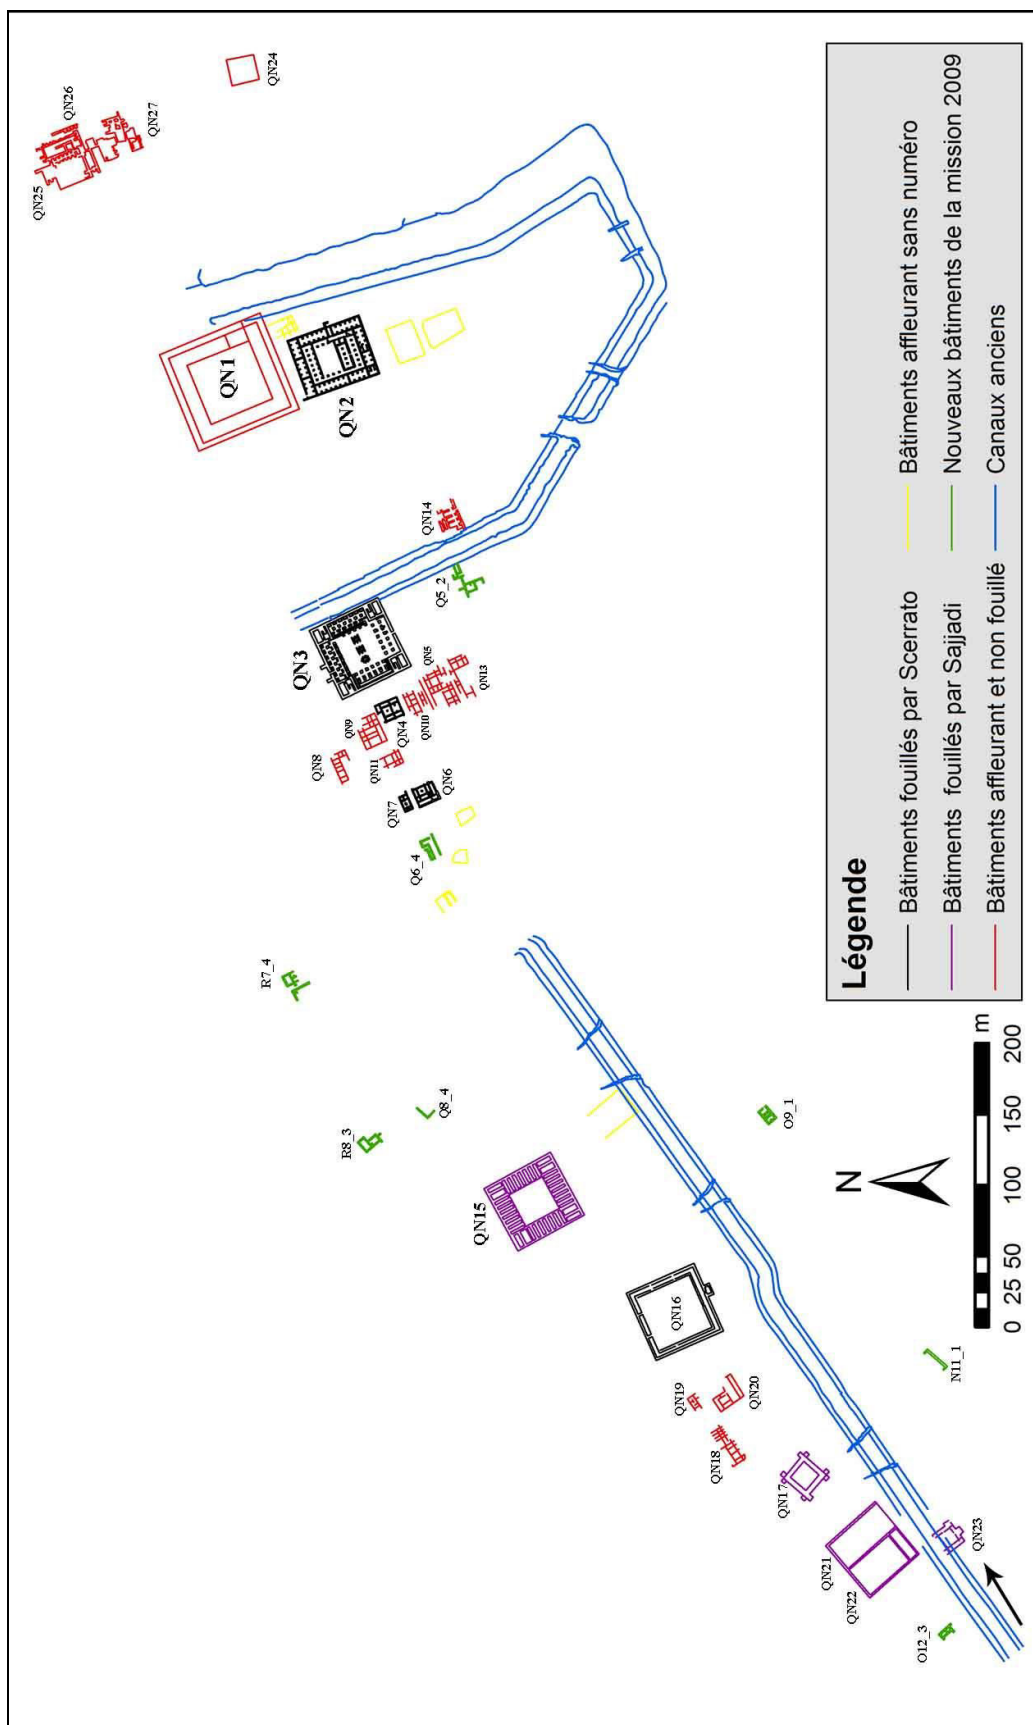 QN25
QN26
QN27
QN24
QN1
QN2
QN14
Q5_2
QN3
QN5
QN13
QN10
QN4
QN9
QN11
QN8
QN6
QN7
Q6_4
R7_4
Q8_4
R8_3
O9_1
QN15
QN16
N11_1
QN19
QN20
QN18
QN17
QN21
QN22
QN23
O12_3
N
0 25 50 100 150 200 m
Légende
Bâtiments fouillés par Scerrato
Bâtiments fouillés par Sajjadi
Bâtiments affleurant et non fouillé
Bâtiments affleurant sans numéro
Nouveaux bâtiments de la mission 2009
Canaux anciens